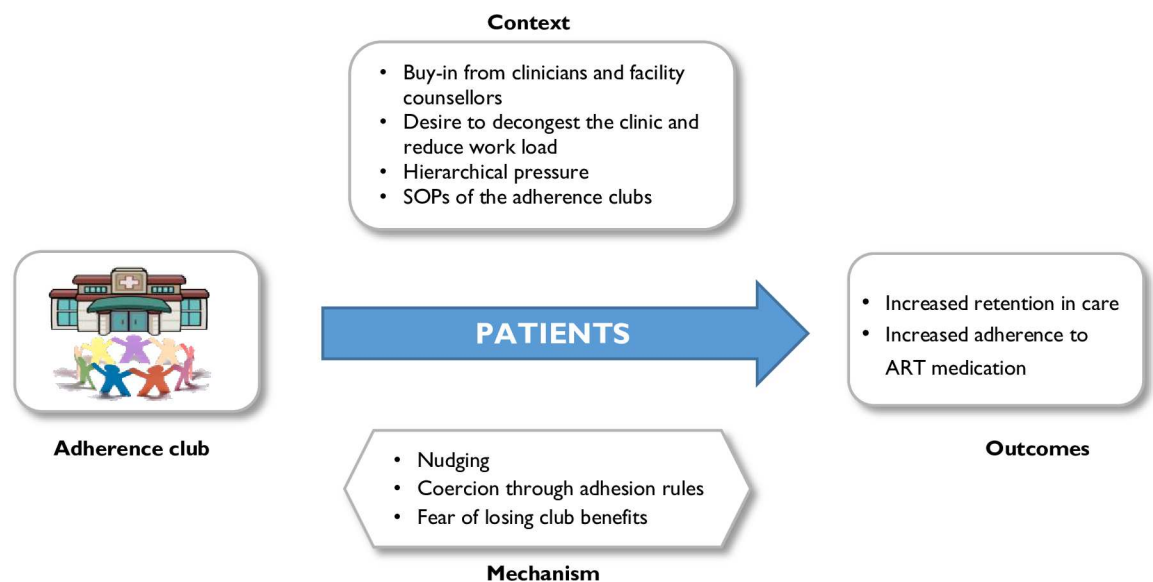 Context
• Buy-in from clinicians and facility
counsellors
• Desire to decongest the clinic and
reduce work load
• Hierarchical pressure
• SOPs of the adherence clubs
Adherence club
PATIENTS
• Increased retention in care
• Increased adherence to
ART medication
Outcomes
• Nudging
• Coercion through adhesion rules
• Fear of losing club benefits
Mechanism